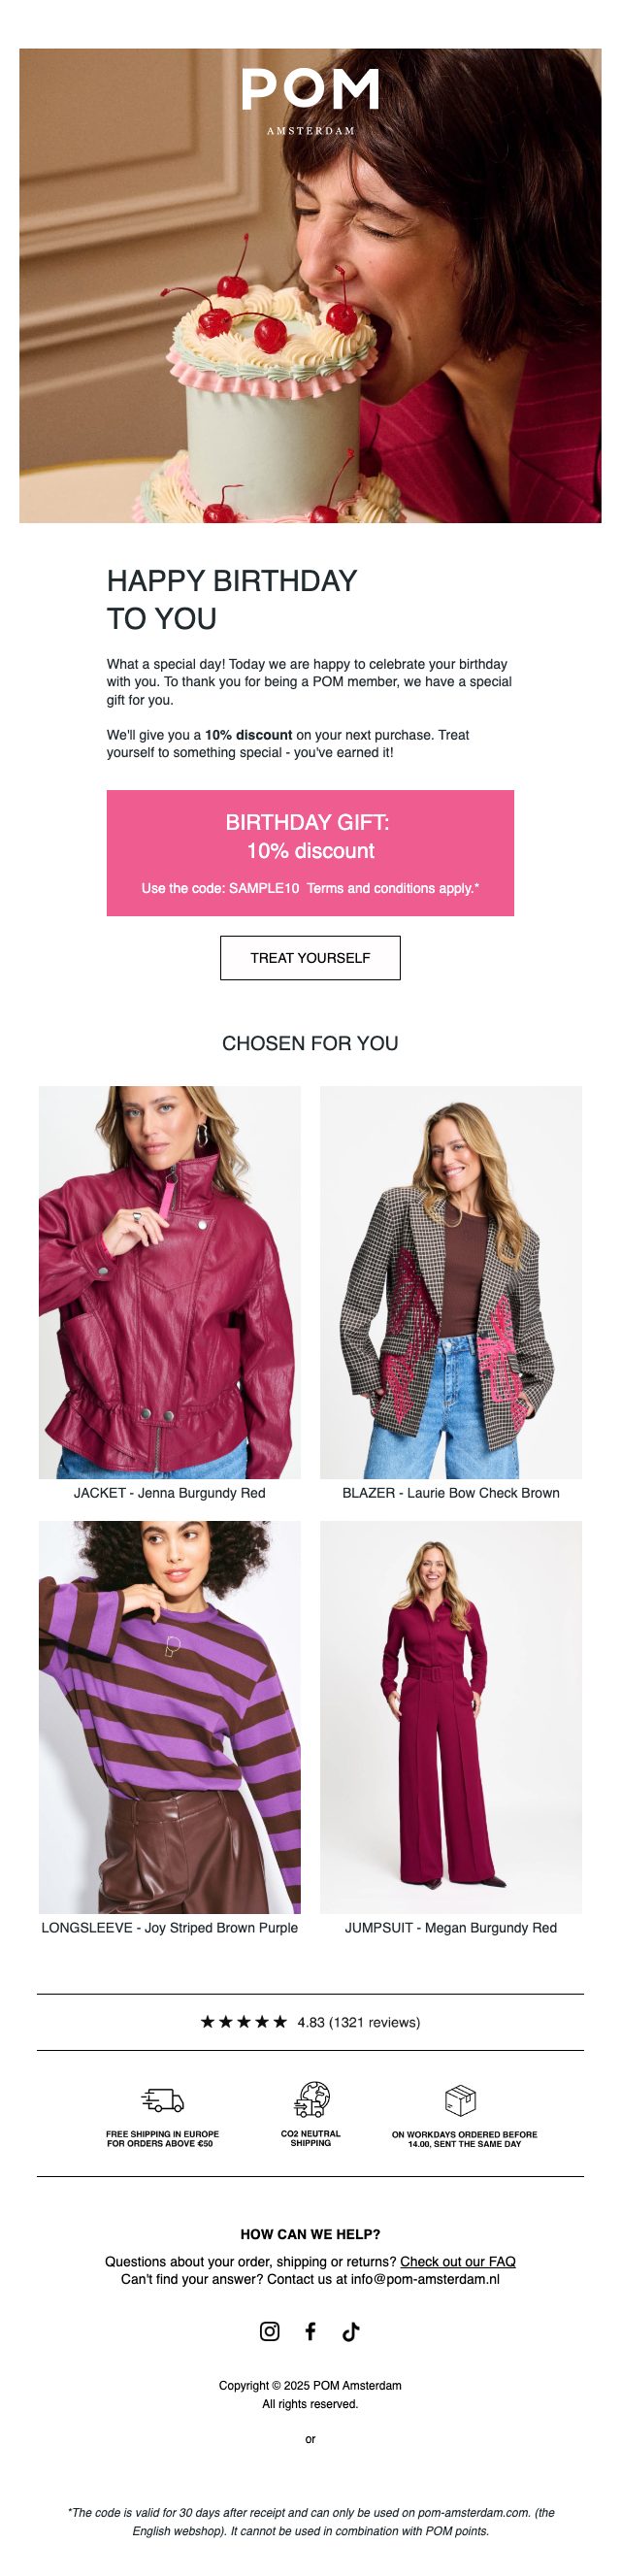 POM
AMSTERDAM
HAPPY BIRTHDAY
TO YOU
What a special day! Today we are happy to celebrate your birthday
with you. To thank you for being a POM member, we have a special
gift for you.
We'll give you a 10% discount on your next purchase. Treat
yourself to something special - you've earned it!
BIRTHDAY GIFT:
10% discount
Use the code: SAMPLE10  Terms and conditions apply.*
TREAT YOURSELF
CHOSEN FOR YOU
JACKET - Jenna Burgundy Red
BLAZER - Laurie Bow Check Brown
LONGSLEEVE - Joy Striped Brown Purple
JUMPSUIT - Megan Burgundy Red
4.83 (1321 reviews)
FREE SHIPPING IN EUROPE
FOR ORDERS ABOVE €50
CO2 NEUTRAL
SHIPPING
ON WORKDAYS ORDERED BEFORE
14.00, SENT THE SAME DAY
HOW CAN WE HELP?
Questions about your order, shipping or returns? Check out our FAQ
Can't find your answer? Contact us at info@pom-amsterdam.nl
Copyright © 2025 POM Amsterdam
All rights reserved.
or
*The code is valid for 30 days after receipt and can only be used on pom-amsterdam.com. (the
English webshop). It cannot be used in combination with POM points.